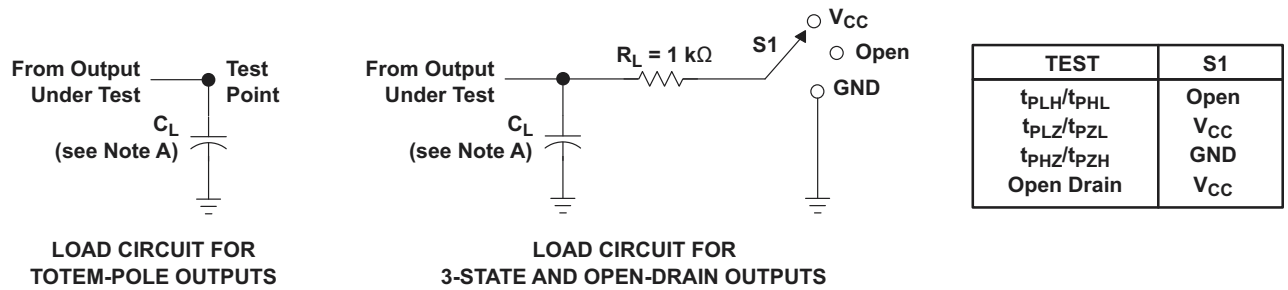 From Output
Under Test
Test
Point
C_L
(see Note A)
LOAD CIRCUIT FOR
TOTEM-POLE OUTPUTS
From Output
Under Test
R_L = 1 kΩ
S1
V_CC
Open
GND
C_L
(see Note A)
LOAD CIRCUIT FOR
3-STATE AND OPEN-DRAIN OUTPUTS
TEST S1
t_PLH/t_PHL Open
t_PLZ/t_PZL V_CC
t_PHZ/t_PZH GND
Open Drain V_CC